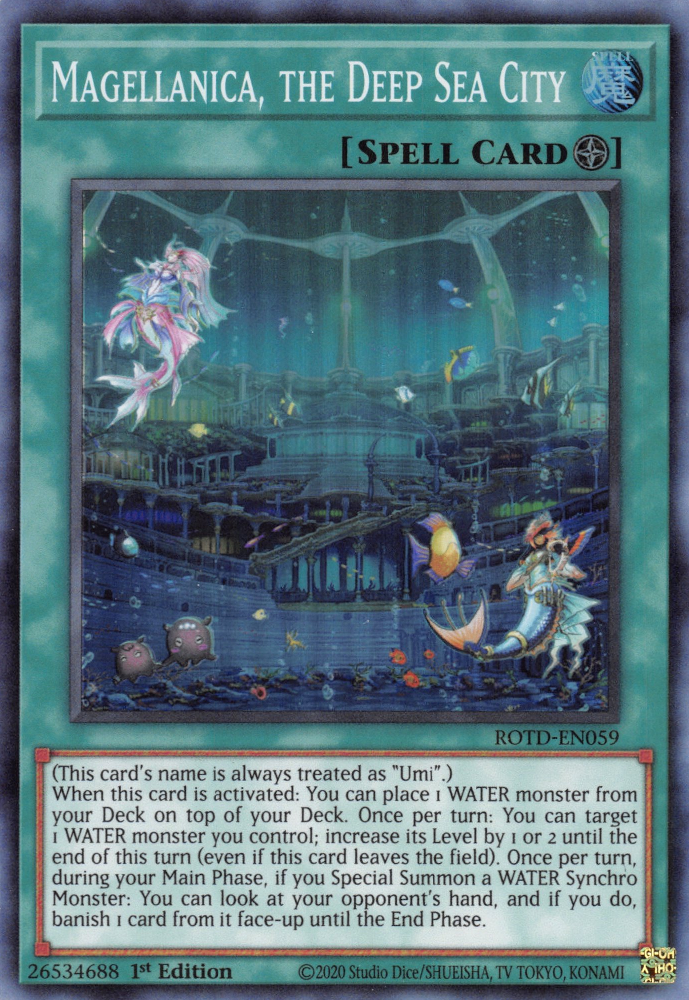 MAGELLANICA, THE DEEP SEA CITY
SPELL
魔
[SPELL CARD]
ROTD-EN059
(This card's name is always treated as "Umi".)
When this card is activated: You can place 1 WATER monster from
your Deck on top of your Deck. Once per turn: You can target
1 WATER monster you control; increase its Level by 1 or 2 until the
end of this turn (even if this card leaves the field). Once per turn,
during your Main Phase, if you Special Summon a WATER Synchro
Monster: You can look at your opponent's hand, and if you do,
banish 1 card from it face-up until the End Phase.
26534688 1st Edition ©2020 Studio Dice/SHUEISHA, TV TOKYO, KONAMI